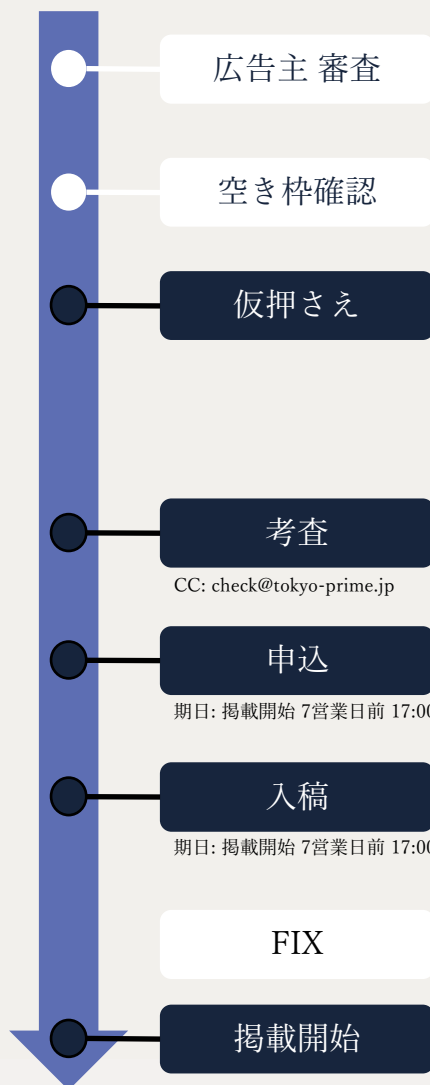 広告主 審査
空き枠確認
仮押さえ
考査
CC: check@tokyo-prime.jp
申込
期日: 掲載開始 7営業日前 17:00
入稿
期日: 掲載開始 7営業日前 17:00
FIX
掲載開始